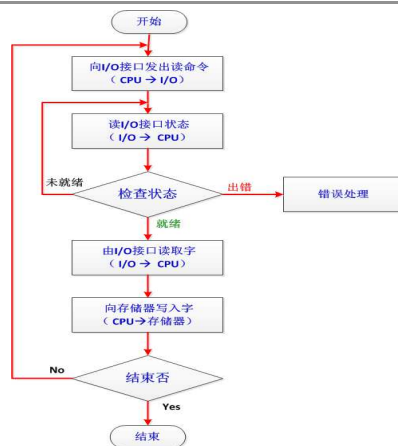 开始
向I/O接口发出读命令
（ CPU → I/O）
读I/O接口状态
（ I/O → CPU）
未就绪
检查状态
出错
错误处理
就绪
由I/O接口读取字
（ I/O → CPU）
向存储器写入字
（ CPU→存储器）
No
结束否
Yes
结束